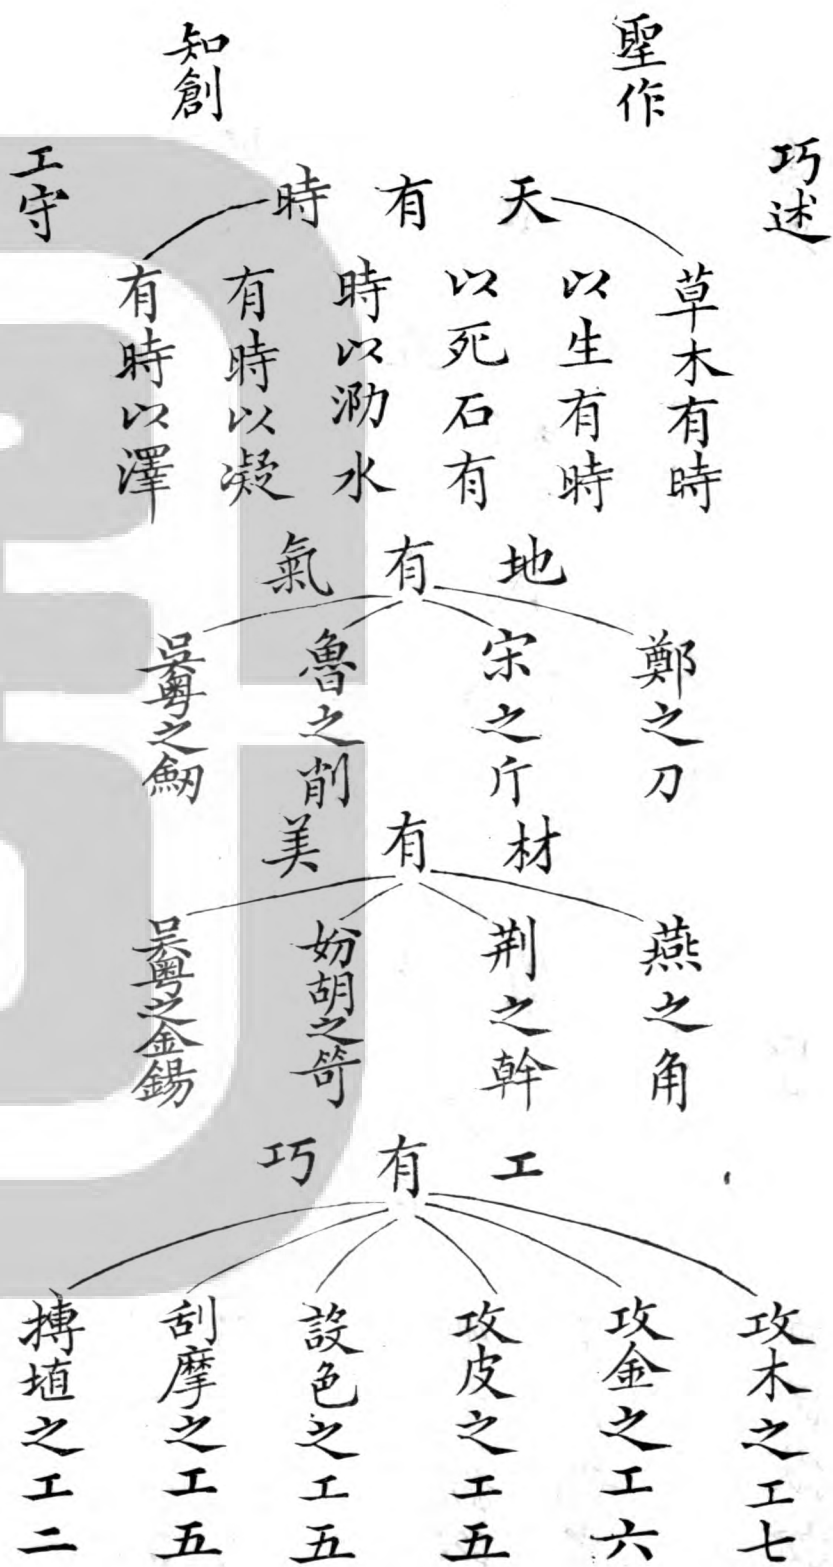 聖作
知創
巧述
工守
天有時
草木有時
以生有時
以死石有
時以泐水
有時以凝
有時以澤
地有氣
鄭之刀
宋之斤
魯之削
吳粵之劒
材有美
燕之角
荆之幹
妢胡之笴
吴粵之金錫
工有巧
攻木之工七
攻金之工六
攻皮之工五
設色之工五
刮摩之工五
搏埴之工二